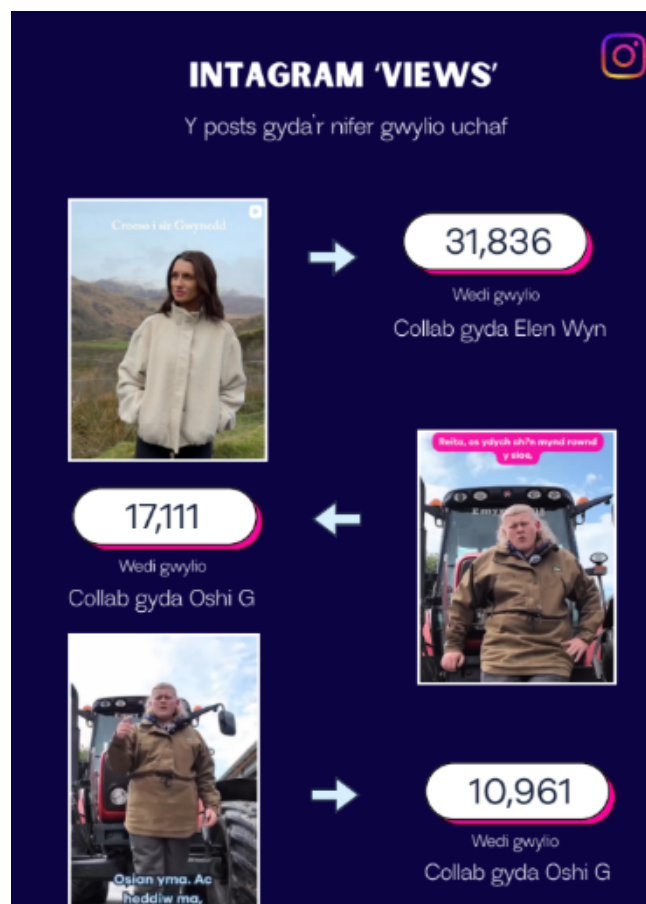 INTAGRAM 'VIEWS'
Y posts gyda'r nifer gwylio uchaf
Croeso i sir Gwynedd
31,836
Wedi gwylio
Collab gyda Elen Wyn
Reita, os ydych chi'n mynd rownd
y sioe,
17,111
Wedi gwylio
Collab gyda Oshi G
Osian yma. Ac
heddiw ma,
10,961
Wedi gwylio
Collab gyda Oshi G